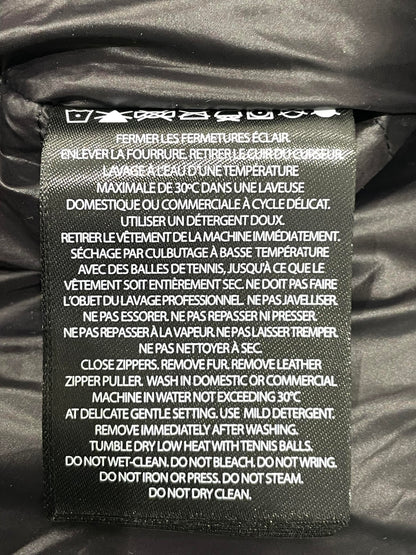 FERMER LES FERMETURES ÉCLAIR.
ENLEVER LA FOURRURE. RETIRER LE CUIR DU CURSEUR.
LAVAGE À L'EAU D'UNE TEMPÉRATURE
MAXIMALE DE 30ºC DANS UNE LAVEUSE
DOMESTIQUE OU COMMERCIALE À CYCLE DÉLICAT.
UTILISER UN DÉTERGENT DOUX.
RETIRER LE VÊTEMENT DE LA MACHINE IMMÉDIATEMENT.
SÉCHAGE PAR CULBUTAGE À BASSE TEMPÉRATURE
AVEC DES BALLES DE TENNIS, JUSQU'À CE QUE LE
VÊTEMENT SOIT ENTIÈREMENT SEC. NE DOIT PAS FAIRE
L'OBJET DU LAVAGE PROFESSIONNEL. NE PAS JAVELLISER.
NE PAS ESSORER. NE PAS REPASSER NI PRESSER.
NE PAS REPASSER À LA VAPEUR. NE PAS LAISSER TREMPER.
NE PAS NETTOYER À SEC.
CLOSE ZIPPERS. REMOVE FUR. REMOVE LEATHER
ZIPPER PULLER. WASH IN DOMESTIC OR COMMERCIAL
MACHINE IN WATER NOT EXCEEDING 30°C
AT DELICATE GENTLE SETTING. USE MILD DETERGENT.
REMOVE IMMEDIATELY AFTER WASHING.
TUMBLE DRY LOW HEAT WITH TENNIS BALLS.
DO NOT WET-CLEAN. DO NOT BLEACH. DO NOT WRING.
DO NOT IRON OR PRESS. DO NOT STEAM.
DO NOT DRY CLEAN.